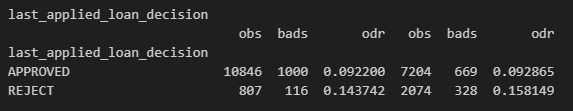 last_applied_loan_decision
obs bads odr obs bads odr
last_applied_loan_decision
APPROVED 10846 1000 0.092200 7204 669 0.092865
REJECT 807 116 0.143742 2074 328 0.158149